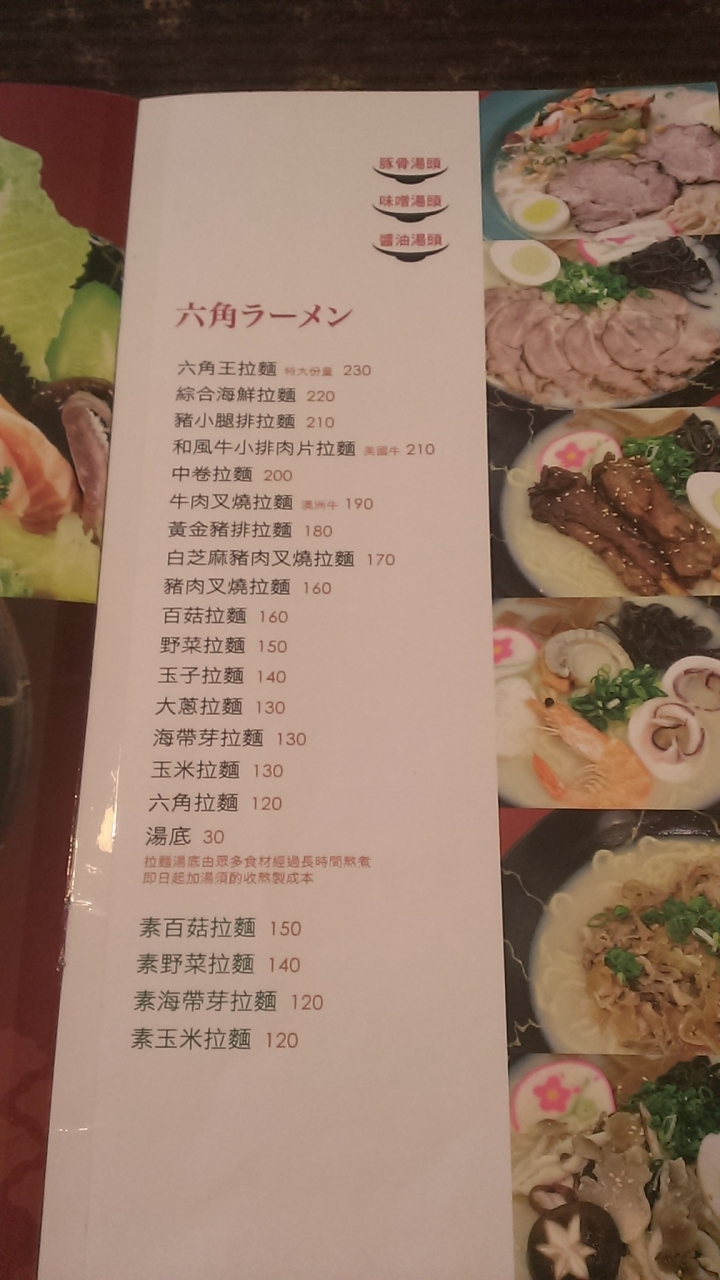 豚骨湯頭
味噌湯頭
醬油湯頭
六角ラーメン
六角王拉麵 特大份量 230
綜合海鮮拉麵 220
豬小腿排拉麵 210
和風牛小排肉片拉麵 美國牛 210
中卷拉麵 200
牛肉叉燒拉麵 澳洲牛 190
黃金豬排拉麵 180
白芝麻豬肉叉燒拉麵 170
豬肉叉燒拉麵 160
百菇拉麵 160
野菜拉麵 150
玉子拉麵 140
大蔥拉麵 130
海帶芽拉麵 130
玉米拉麵 130
六角拉麵 120
湯底 30
拉麵湯底由眾多食材經過長時間熬煮
即日起加湯須酌收熬製成本
素百菇拉麵 150
素野菜拉麵 140
素海帶芽拉麵 120
素玉米拉麵 120